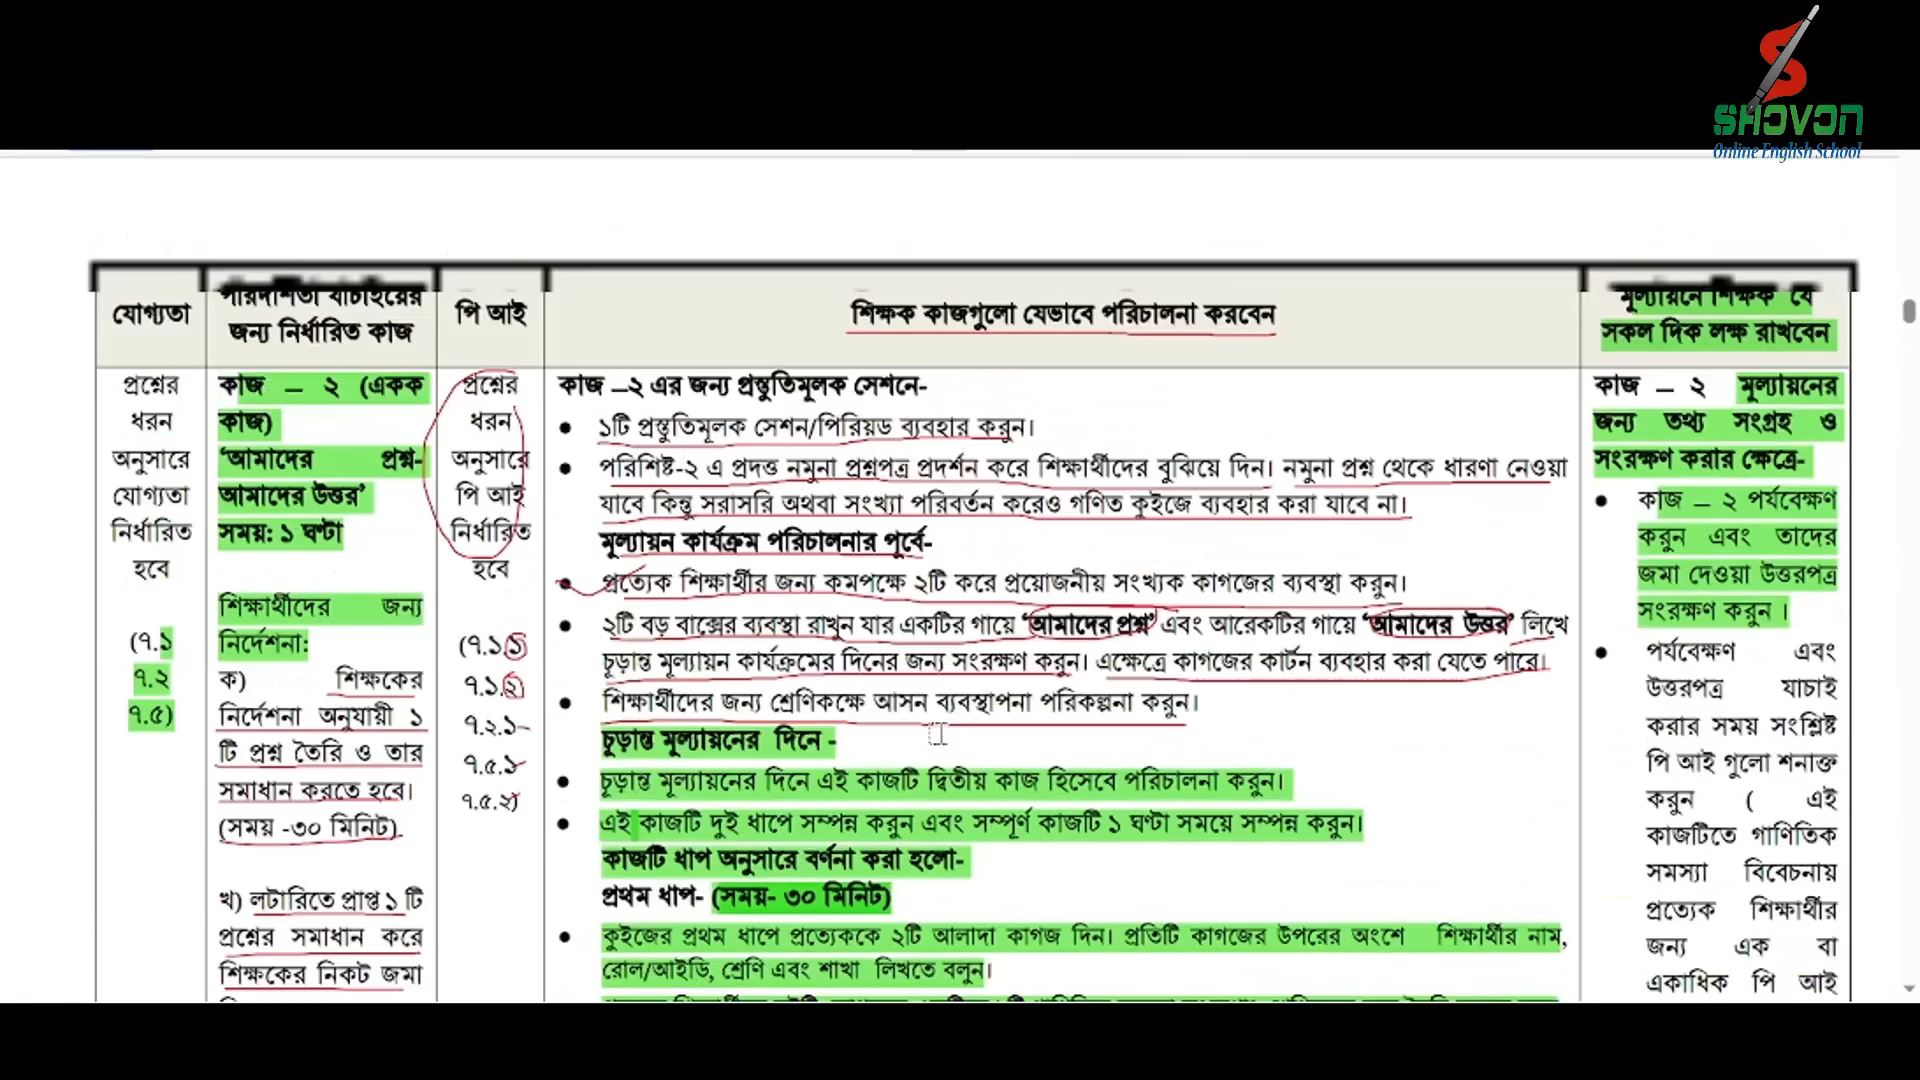 SHOVON
Online English School
যোগ্যতা
পারদর্শিতা যাচাইয়ের
জন্য নির্ধারিত কাজ
পি আই
শিক্ষক কাজগুলো যেভাবে পরিচালনা করবেন
মূল্যায়নে শিক্ষক যে
সকল দিক লক্ষ রাখবেন
প্রশ্নের
ধরন
অনুসারে
যোগ্যতা
নির্ধারিত
হবে
(৭.১
৭.২
৭.৫)
কাজ – ২ (একক
কাজ)
‘আমাদের প্রশ্ন-
আমাদের উত্তর’
সময়: ১ ঘণ্টা
শিক্ষার্থীদের জন্য
নির্দেশনা:
ক) শিক্ষকের
নির্দেশনা অনুযায়ী ১
টি প্রশ্ন তৈরি ও তার
সমাধান করতে হবে।
(সময় -৩০ মিনিট)
খ) লটারিতে প্রাপ্ত ১ টি
প্রশ্নের সমাধান করে
শিক্ষকের নিকট জমা
প্রশ্নের
ধরন
অনুসারে
পি আই
নির্ধারিত
হবে
(৭.১.১
৭.১.২
৭.২.১
৭.৫.১
৭.৫.২)
কাজ –২ এর জন্য প্রস্তুতিমূলক সেশনে-
• ১টি প্রস্তুতিমূলক সেশন/পিরিয়ড ব্যবহার করুন।
• পরিশিষ্ট-২ এ প্রদত্ত নমুনা প্রশ্নপত্র প্রদর্শন করে শিক্ষার্থীদের বুঝিয়ে দিন। নমুনা প্রশ্ন থেকে ধারণা নেওয়া
যাবে কিন্তু সরাসরি অথবা সংখ্যা পরিবর্তন করেও গণিত কুইজে ব্যবহার করা যাবে না।
মূল্যায়ন কার্যক্রম পরিচালনার পূর্বে-
• প্রত্যেক শিক্ষার্থীর জন্য কমপক্ষে ২টি করে প্রয়োজনীয় সংখ্যক কাগজের ব্যবস্থা করুন।
• ২টি বড় বাক্সের ব্যবস্থা রাখুন যার একটির গায়ে ‘আমাদের প্রশ্ন’ এবং আরেকটির গায়ে ‘আমাদের উত্তর’ লিখে
চূড়ান্ত মূল্যায়ন কার্যক্রমের দিনের জন্য সংরক্ষণ করুন। এক্ষেত্রে কাগজের কার্টন ব্যবহার করা যেতে পারে।
• শিক্ষার্থীদের জন্য শ্রেণিকক্ষে আসন ব্যবস্থাপনা পরিকল্পনা করুন।
চূড়ান্ত মূল্যায়নের দিনে -
• চূড়ান্ত মূল্যায়নের দিনে এই কাজটি দ্বিতীয় কাজ হিসেবে পরিচালনা করুন।
• এই কাজটি দুই ধাপে সম্পন্ন করুন এবং সম্পূর্ণ কাজটি ১ ঘণ্টা সময়ে সম্পন্ন করুন।
কাজটি ধাপ অনুসারে বর্ণনা করা হলো-
প্রথম ধাপ- (সময়- ৩০ মিনিট)
• কুইজের প্রথম ধাপে প্রত্যেককে ২টি আলাদা কাগজ দিন। প্রতিটি কাগজের উপরের অংশে শিক্ষার্থীর নাম,
রোল/আইডি, শ্রেণি এবং শাখা লিখতে বলুন।
কাজ – ২ মূল্যায়নের
জন্য তথ্য সংগ্রহ ও
সংরক্ষণ করার ক্ষেত্রে-
• কাজ – ২ পর্যবেক্ষণ
করুন এবং তাদের
জমা দেওয়া উত্তরপত্র
সংরক্ষণ করুন ।
• পর্যবেক্ষণ এবং
উত্তরপত্র যাচাই
করার সময় সংশ্লিষ্ট
পি আই গুলো শনাক্ত
করুন ( এই
কাজটিতে গাণিতিক
সমস্যা বিবেচনায়
প্রত্যেক শিক্ষার্থীর
জন্য এক বা
একাধিক পি আই